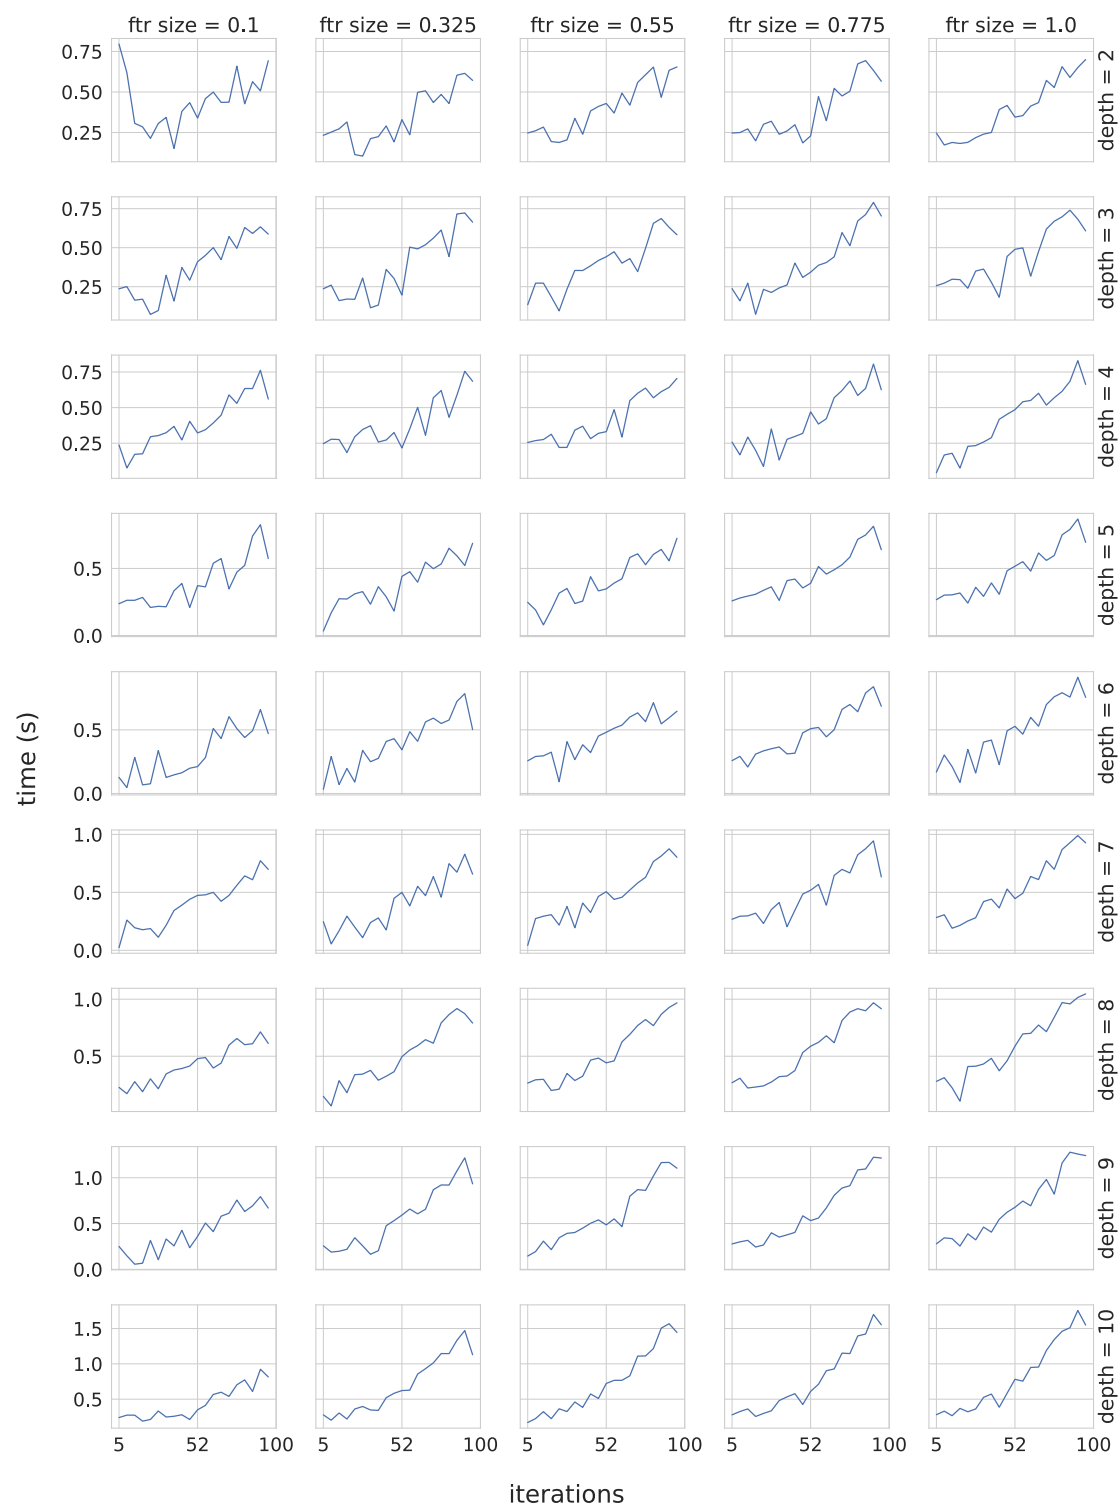 ftr size = 0.1 ftr size = 0.325 ftr size = 0.55 ftr size = 0.775 ftr size = 1.0
0.75
0.50
0.25
depth = 2
0.75
0.50
0.25
depth = 3
0.75
0.50
0.25
depth = 4
0.5
0.0
depth = 5
time (s)
0.5
0.0
depth = 6
1.0
0.5
0.0
depth = 7
1.0
0.5
depth = 8
1.0
0.5
0.0
depth = 9
1.5
1.0
0.5
depth = 10
5 52 100 5 52 100 5 52 100 5 52 100 5 52 100
iterations